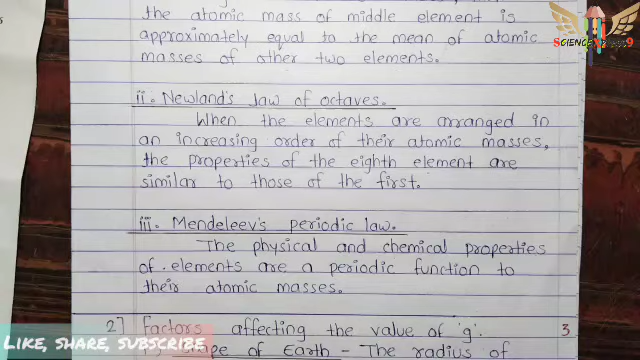 the atomic mass of middle element is
approximately equal to the mean of atomic
masses of other two elements.
ii. Newland's law of octaves.
When the elements are arranged in
an increasing order of their atomic masses,
the properties of the eighth element are
similar to those of the first.
iii. Mendeleev's periodic law.
The physical and chemical properties
of elements are a periodic function to
their atomic masses.
2] Factors affecting the value of 'g'. 3
shape of Earth - The radius of
LIKE, SHARE, SUBSCRIBE